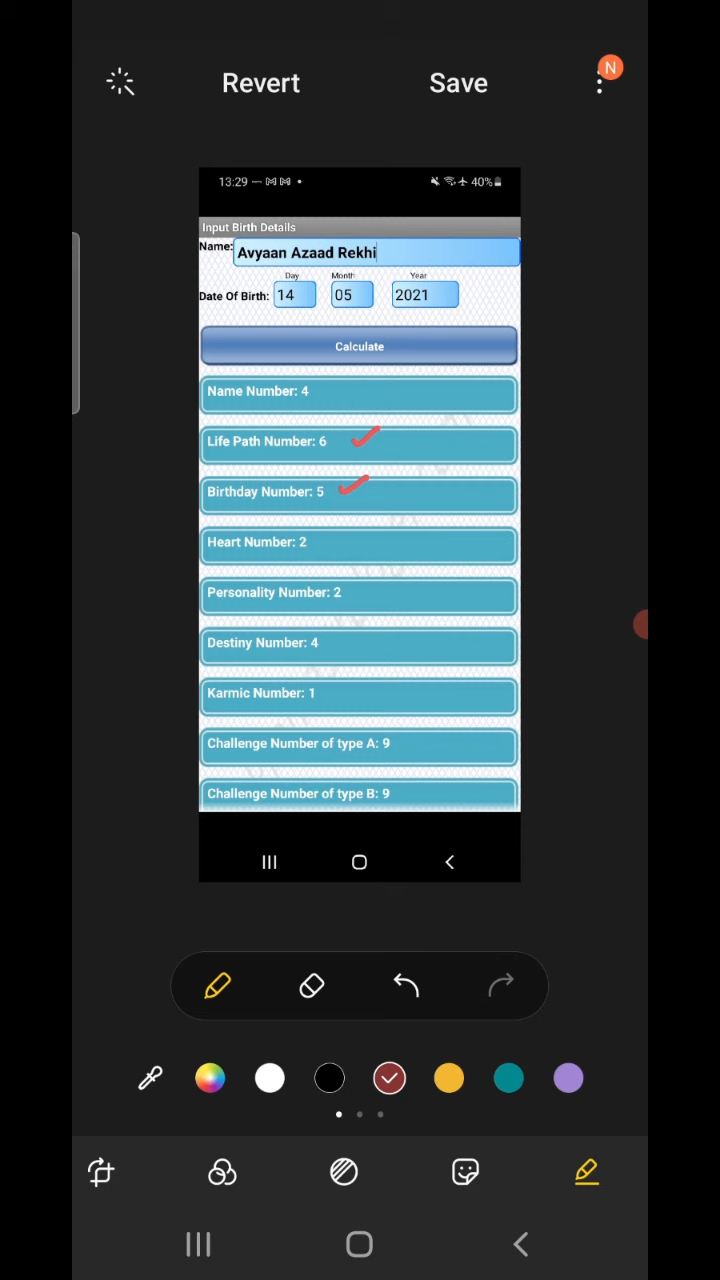 Revert Save N
13:29 40%
Input Birth Details
Name: Avyaan Azaad Rekhi
Day Month Year
Date Of Birth: 14 05 2021
Calculate
Name Number: 4
Life Path Number: 6
Birthday Number: 5
Heart Number: 2
Personality Number: 2
Destiny Number: 4
Karmic Number: 1
Challenge Number of type A: 9
Challenge Number of type B: 9